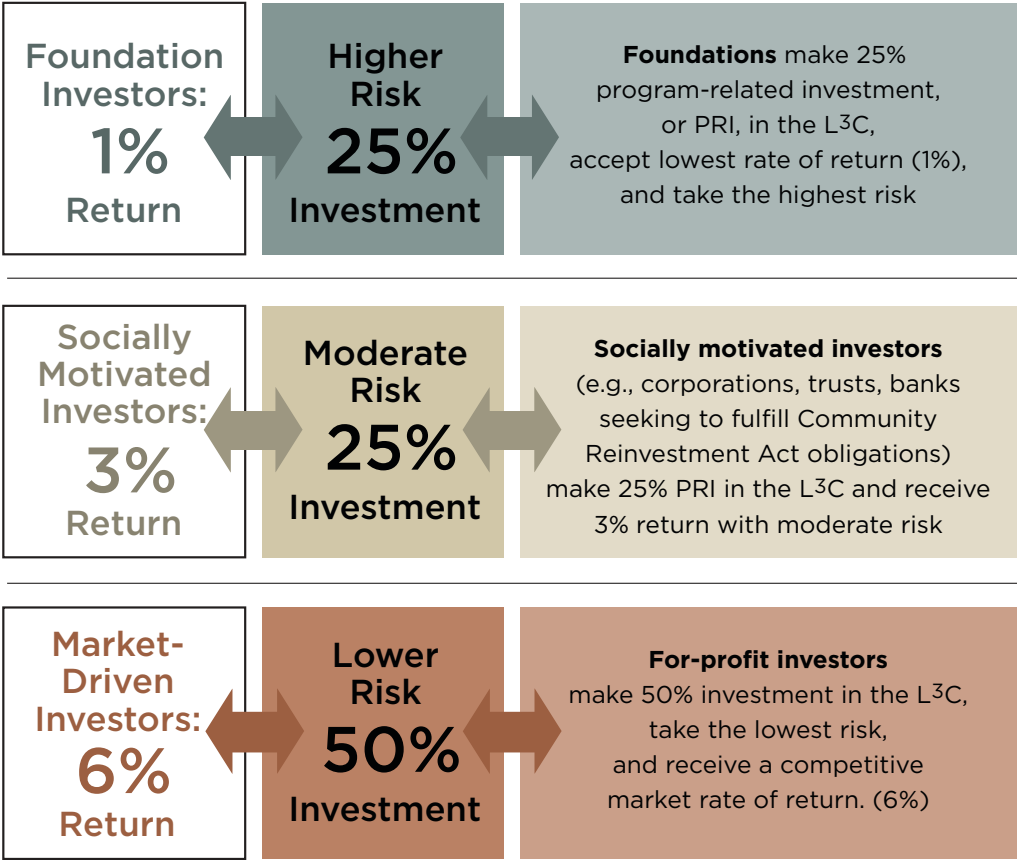 Foundation
Investors:
1%
Return
Higher
Risk
25%
Investment
Foundations make 25%
program-related investment,
or PRI, in the L³C,
accept lowest rate of return (1%),
and take the highest risk
Socially
Motivated
Investors:
3%
Return
Moderate
Risk
25%
Investment
Socially motivated investors
(e.g., corporations, trusts, banks
seeking to fulfill Community
Reinvestment Act obligations)
make 25% PRI in the L³C and receive
3% return with moderate risk
Market-
Driven
Investors:
6%
Return
Lower
Risk
50%
Investment
For-profit investors
make 50% investment in the L³C,
take the lowest risk,
and receive a competitive
market rate of return. (6%)